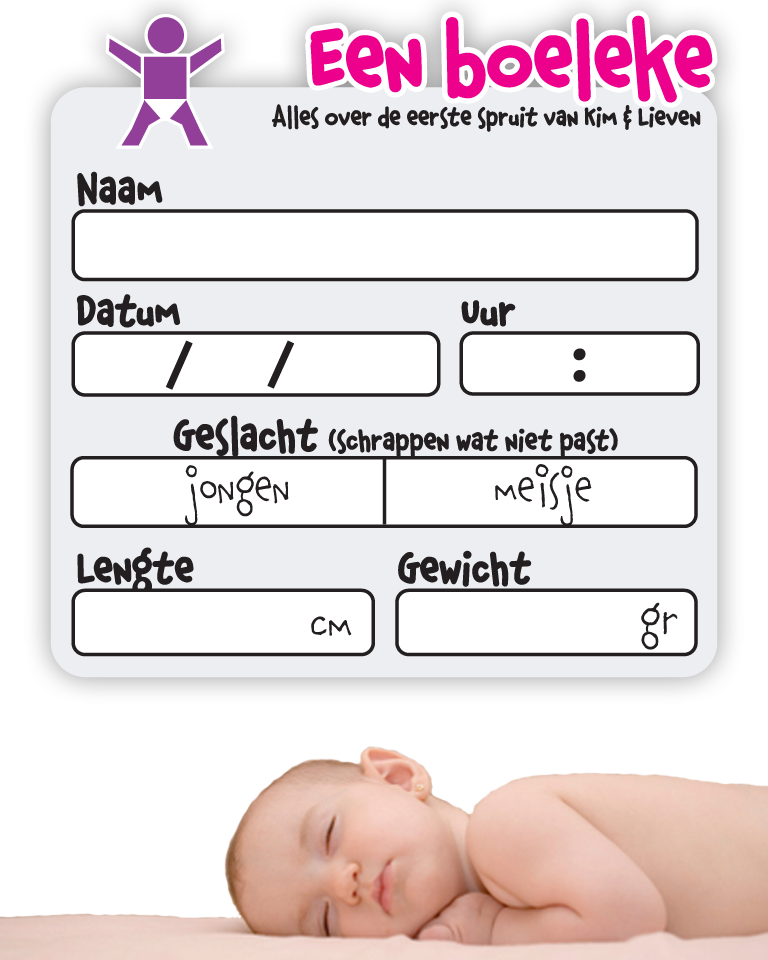 Een boeleke
Alles over de eerste spruit van Kim & Lieven
Naam
Datum
Uur
/ /
:
Geslacht (schrappen wat niet past)
jongen
meisje
Lengte
Gewicht
cm
gr